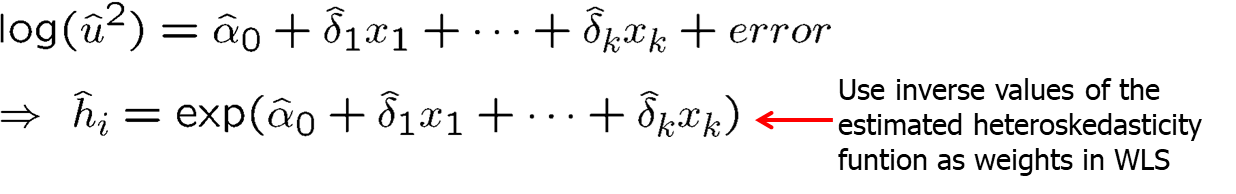 log(û²) = α̂₀ + δ̂₁x₁ + ··· + δ̂ₖxₖ + error
⇒ ĥᵢ = exp(α̂₀ + δ̂₁x₁ + ··· + δ̂ₖxₖ)
Use inverse values of the
estimated heteroskedasticity
funtion as weights in WLS